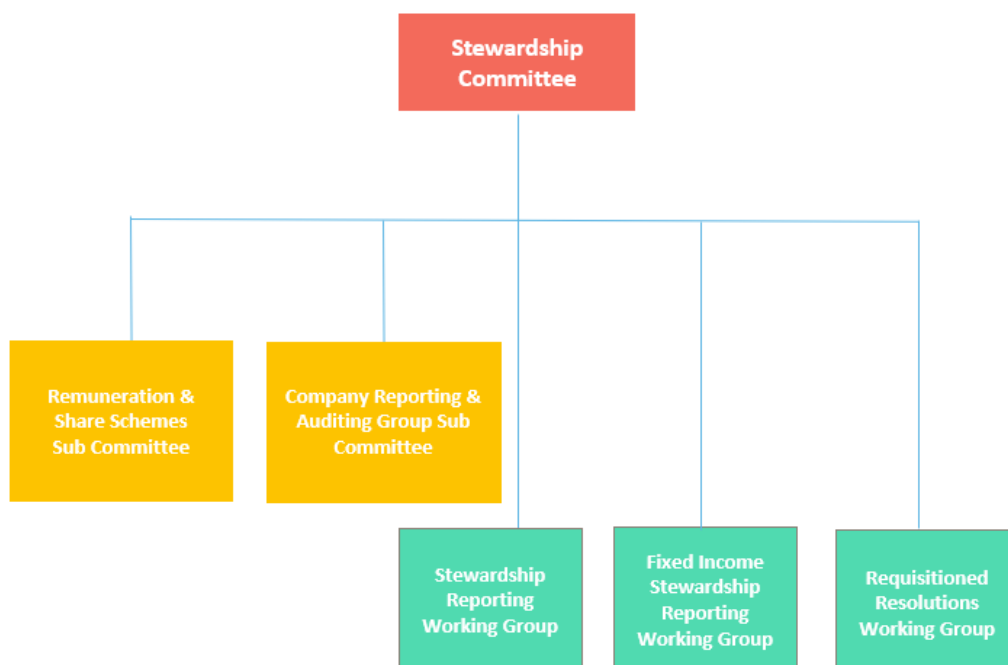 Stewardship
Committee
Remuneration &
Share Schemes
Sub Committee
Company Reporting &
Auditing Group Sub
Committee
Stewardship
Reporting
Working Group
Fixed Income
Stewardship
Reporting
Working Group
Requisitioned
Resolutions
Working Group